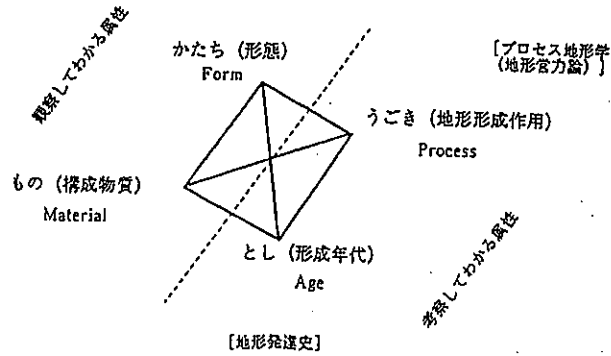 かたち (形態)
Form
[プロセス地形学
(地形営力論) ]
観察してわかる属性
うごき (地形形成作用)
Process
もの (構成物質)
Material
とし (形成年代)
Age
考察してわかる属性
[地形発達史]